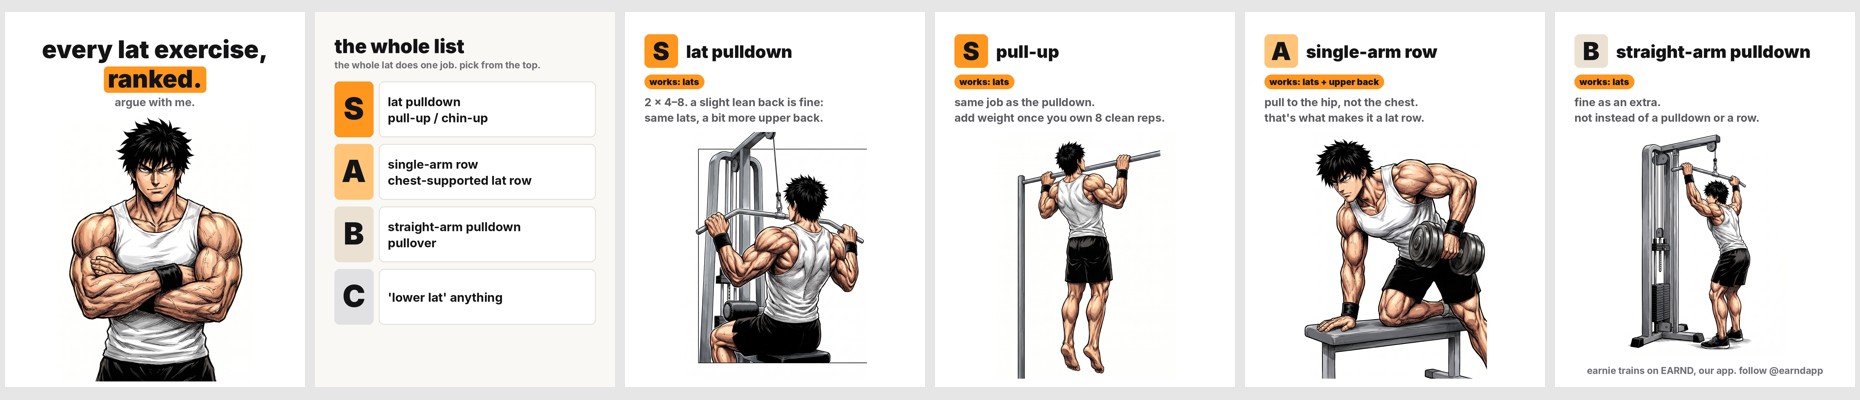 every lat exercise,
ranked.
argue with me.
the whole list
the whole lat does one job. pick from the top.
S
lat pulldown
pull-up / chin-up
A
single-arm row
chest-supported lat row
B
straight-arm pulldown
pullover
C
'lower lat' anything
S lat pulldown
works: lats
2 × 4–8. a slight lean back is fine:
same lats, a bit more upper back.
S pull-up
works: lats
same job as the pulldown.
add weight once you own 8 clean reps.
A single-arm row
works: lats + upper back
pull to the hip, not the chest.
that's what makes it a lat row.
B straight-arm pulldown
works: lats
fine as an extra.
not instead of a pulldown or a row.
earnie trains on EARND, our app. follow @earndapp